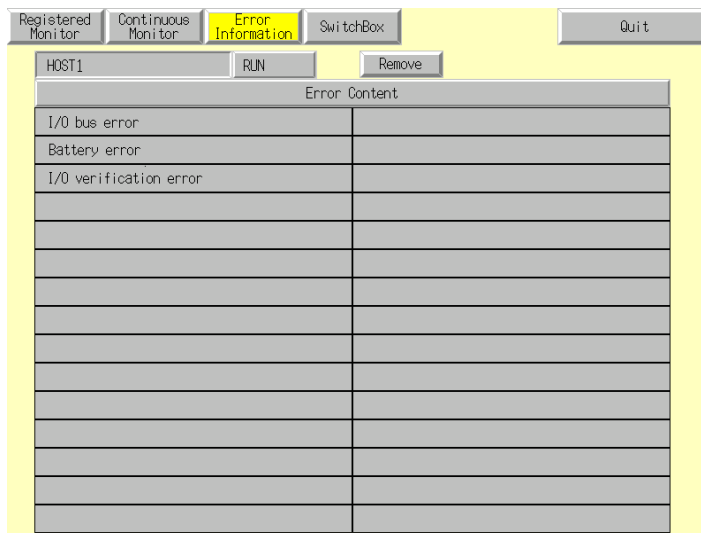 Registered
Monitor
Continuous
Monitor
Error
Information
SwitchBox
Quit
HOST1
RUN
Remove
Error Content
I/O bus error
Battery error
I/O verification error